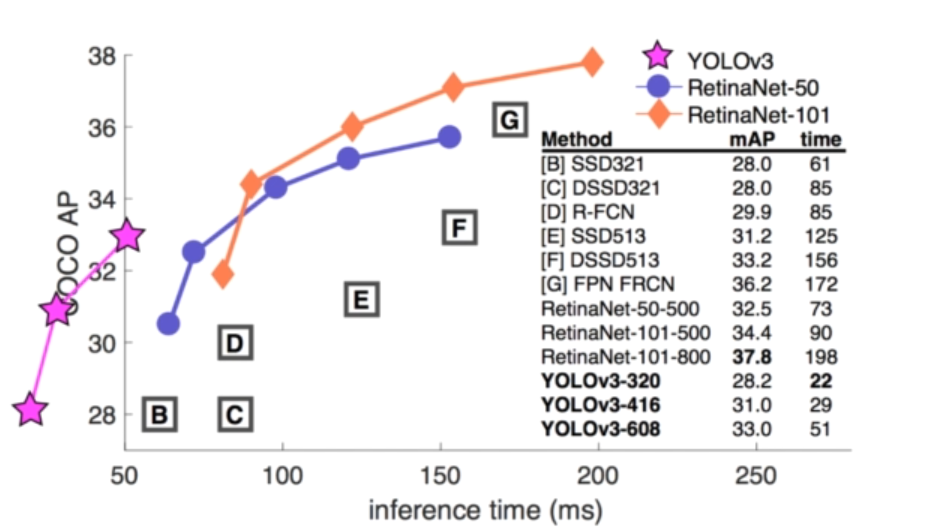 38
36
34
32
30
28
COCO AP
50
100
150
200
250
inference time (ms)
B
C
D
E
F
G
YOLOv3
RetinaNet-50
RetinaNet-101
Method mAP time
[B] SSD321 28.0 61
[C] DSSD321 28.0 85
[D] R-FCN 29.9 85
[E] SSD513 31.2 125
[F] DSSD513 33.2 156
[G] FPN FRCN 36.2 172
RetinaNet-50-500 32.5 73
RetinaNet-101-500 34.4 90
RetinaNet-101-800 37.8 198
YOLOv3-320 28.2 22
YOLOv3-416 31.0 29
YOLOv3-608 33.0 51